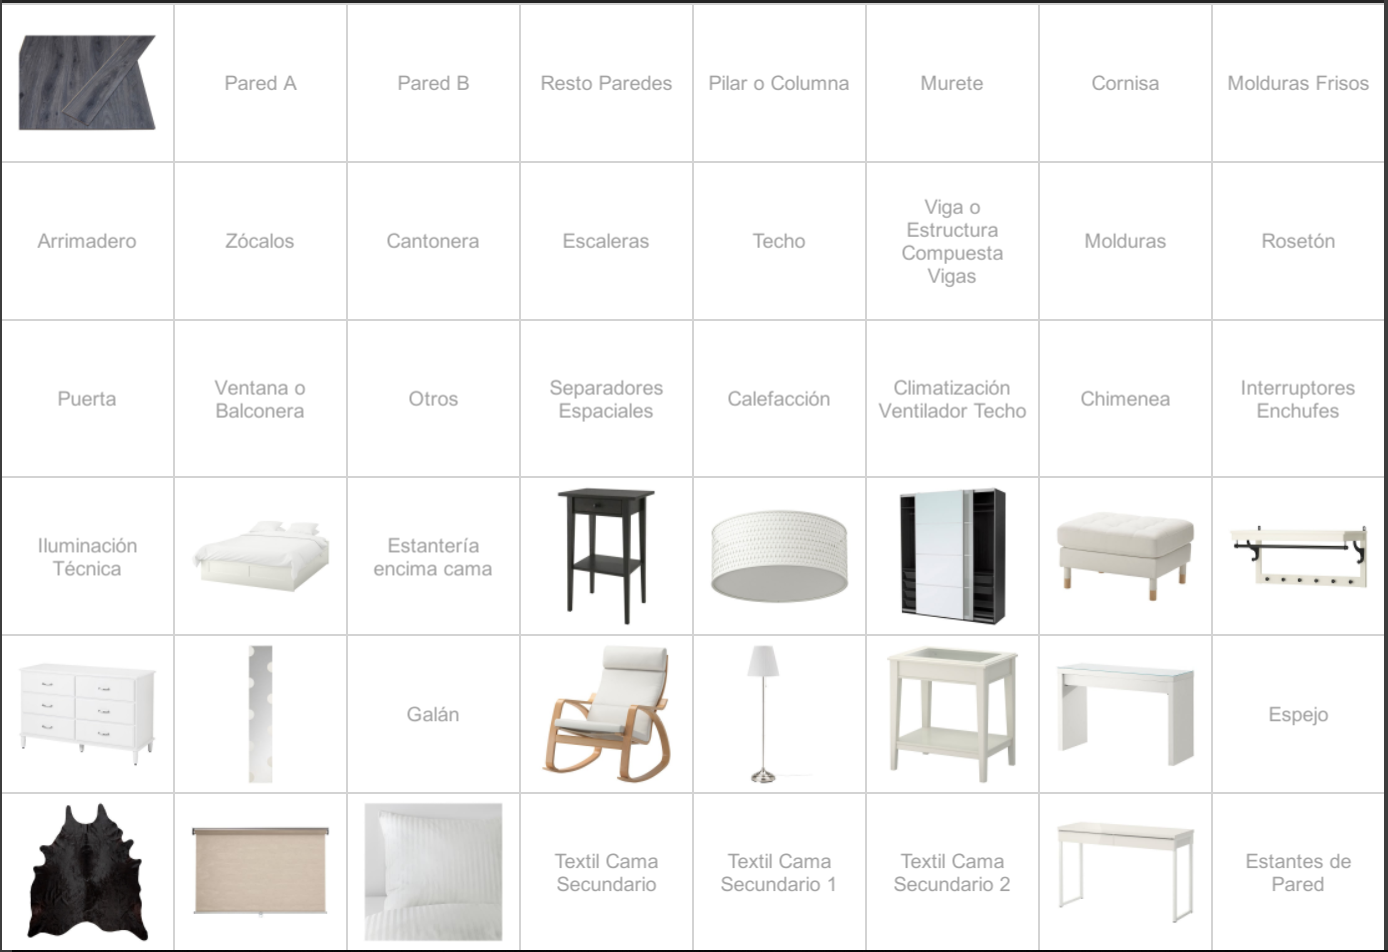 Pared A
Pared B
Resto Paredes
Pilar o Columna
Murete
Cornisa
Molduras Frisos
Arrimadero
Zócalos
Cantonera
Escaleras
Techo
Viga o
Estructura
Compuesta
Vigas
Molduras
Rosetón
Puerta
Ventana o
Balconera
Otros
Separadores
Espaciales
Calefacción
Climatización
Ventilador Techo
Chimenea
Interruptores
Enchufes
Iluminación
Técnica
Estantería
encima cama
Galán
Espejo
Textil Cama
Secundario
Textil Cama
Secundario 1
Textil Cama
Secundario 2
Estantes de
Pared